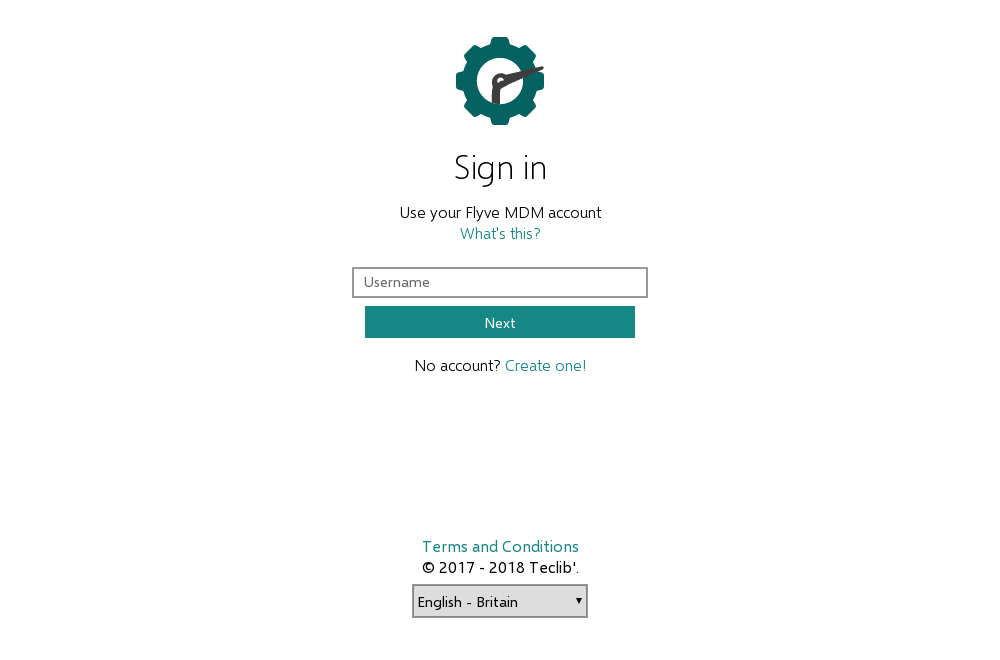 Sign in
Use your Flyve MDM account
What's this?
Username
Next
No account? Create one!
Terms and Conditions
© 2017 - 2018 Teclib'.
English - Britain